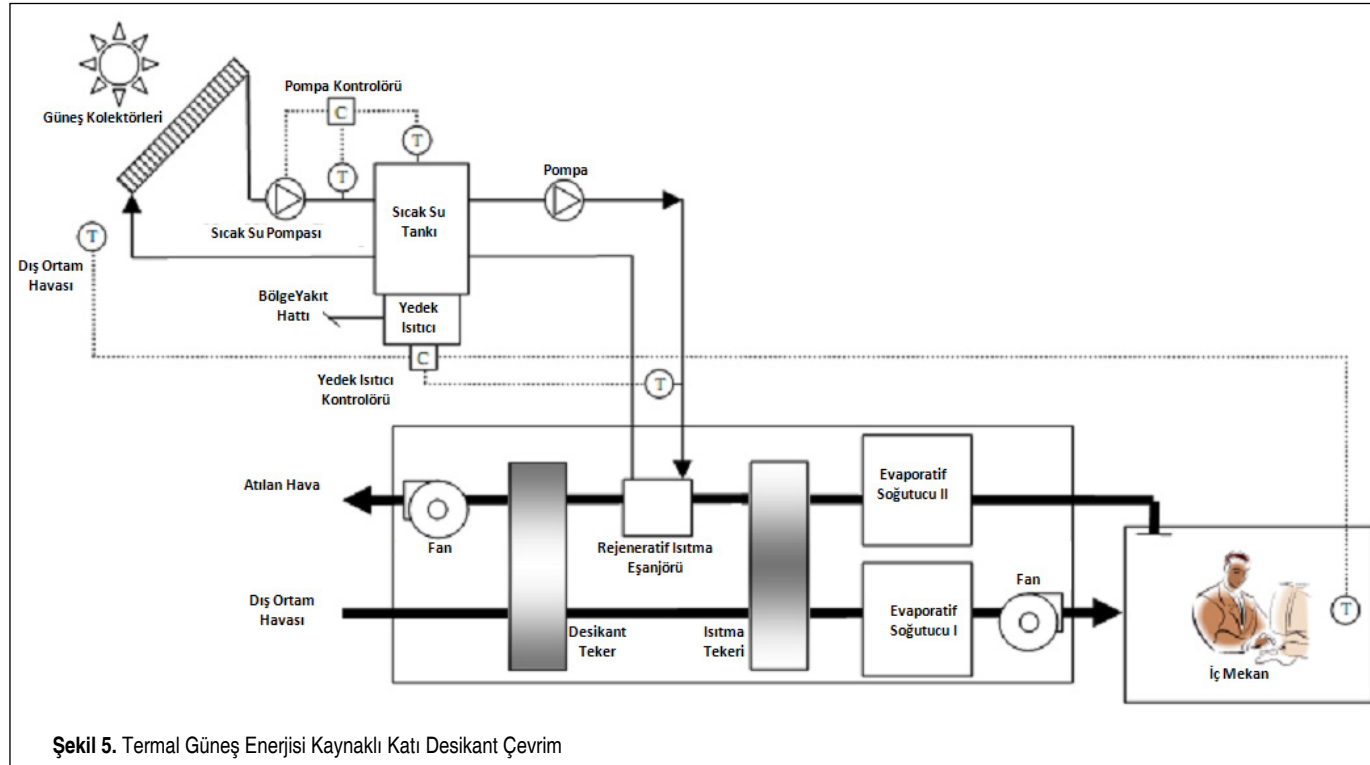 Pompa Kontrolörü
C
Güneş Kolektörleri
T
T
Pompa
Sıcak Su
Tankı
Sıcak Su Pompası
T
Dış Ortam
Havası
BölgeYakıt
Hattı
Yedek
Isıtıcı
C
Yedek Isıtıcı
Kontrolörü
T
Atılan Hava
Fan
Rejeneratif Isıtma
Eşanjörü
Evaporatif
Soğutucu II
Dış Ortam
Havası
Desikant
Teker
Isıtma
Tekeri
Evaporatif
Soğutucu I
Fan
T
İç Mekan
Şekil 5. Termal Güneş Enerjisi Kaynaklı Katı Desikant Çevrim